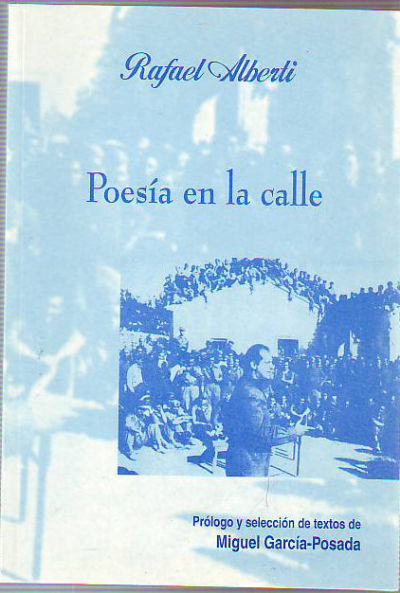 Rafael Alberti
Poesía en la calle
Prólogo y selección de textos de
Miguel García-Posada